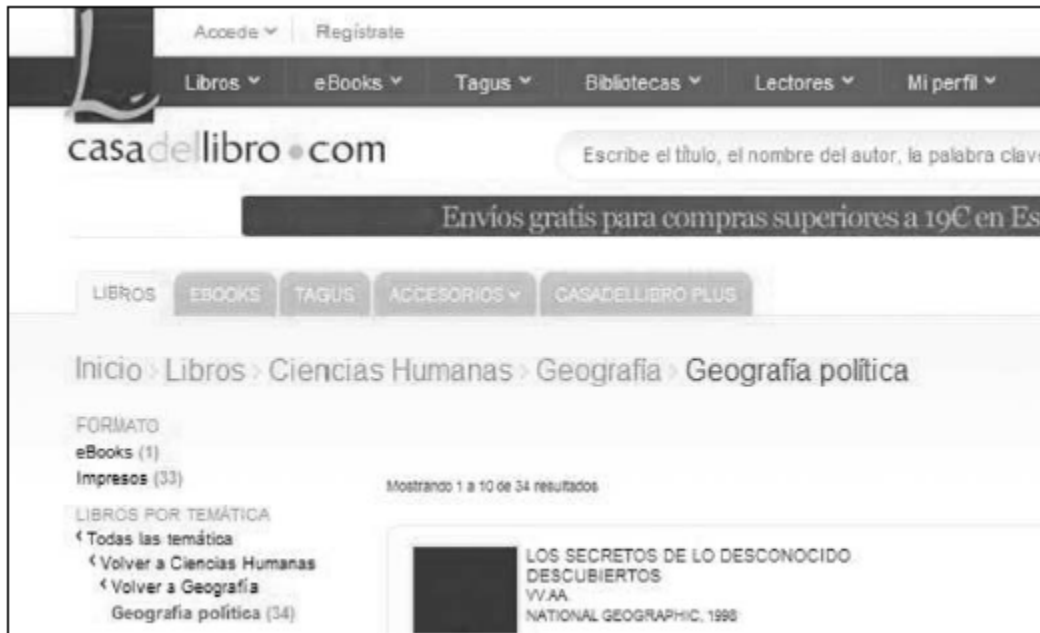 Accede Regístrate
Libros eBooks Tagus Bibliotecas Lectores Mi perfil
casadellibro.com
Escribe el título, el nombre del autor, la palabra clave
Envíos gratis para compras superiores a 19€ en Es
LIBROS EBOOKS TAGUS ACCESORIOS CASADELLIBRO PLUS
Inicio > Libros > Ciencias Humanas > Geografía > Geografía política
FORMATO
eBooks (1)
Impresos (33)
Mostrando 1 a 10 de 34 resultados
LIBROS POR TEMÁTICA
< Todas las temática
< Volver a Ciencias Humanas
< Volver a Geografía
Geografía política (34)
LOS SECRETOS DE LO DESCONOCIDO
DESCUBIERTOS
VV.AA.
NATIONAL GEOGRAPHIC, 1998